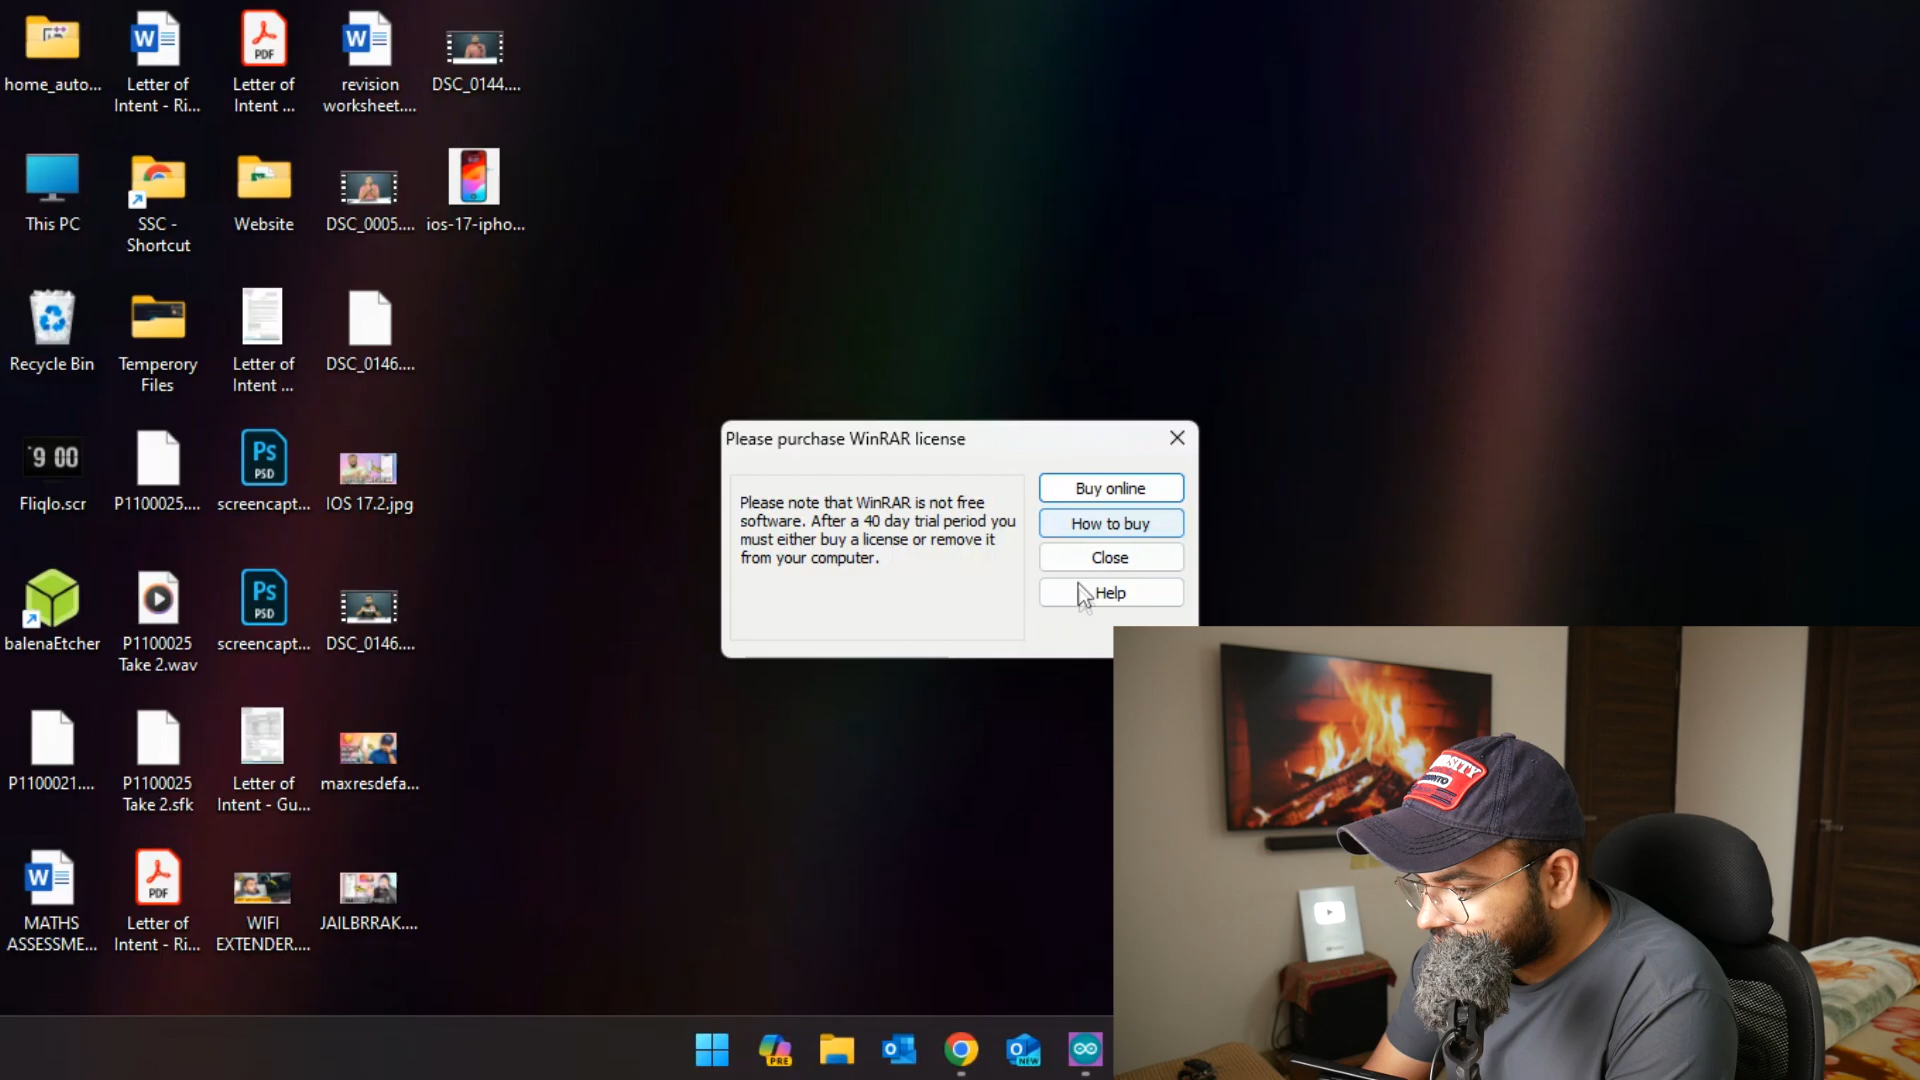 home_auto...
Letter of
Intent - Ri...
PDF
Letter of
Intent ...
W
revision
worksheet....
DSC_0144....
This PC
SSC -
Shortcut
Website
DSC_0005....
ios-17-ipho...
Recycle Bin
Temperory
Files
Letter of
Intent ...
DSC_0146....
9 00
Fliqlo.scr
P1100025....
Ps
PSD
screencapt...
IOS 17.2.jpg
balenaEtcher
P1100025
Take 2.wav
Ps
PSD
screencapt...
DSC_0146....
P1100021....
P1100025
Take 2.sfk
Letter of
Intent - Gu...
maxresdefa...
W
MATHS
ASSESSME...
PDF
Letter of
Intent - Ri...
WIFI
EXTENDER....
JAILBRRAK....
Please purchase WinRAR license
Please note that WinRAR is not free
software. After a 40 day trial period you
must either buy a license or remove it
from your computer.
Buy online
How to buy
Close
Help
PRE
NEW